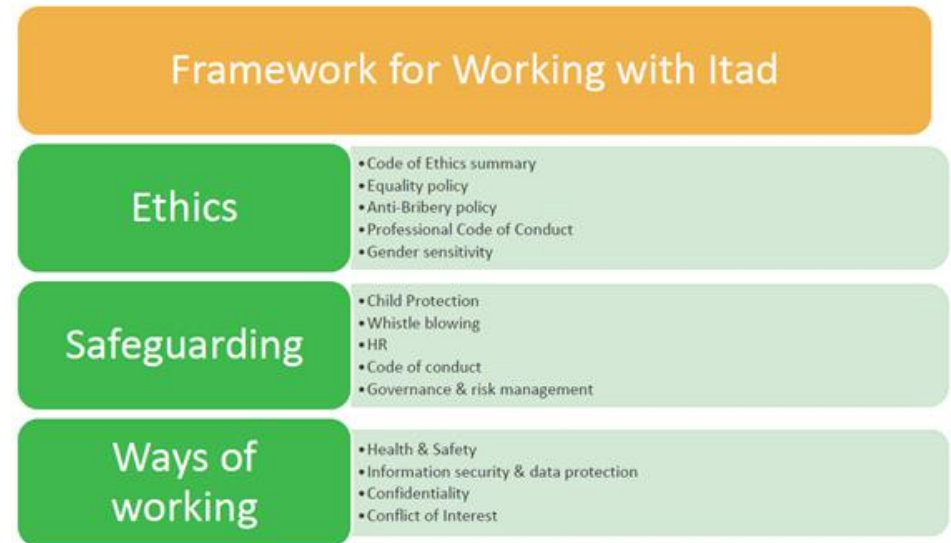 Framework for Working with Itad
Ethics
•Code of Ethics summary
•Equality policy
•Anti-Bribery policy
•Professional Code of Conduct
•Gender sensitivity
Safeguarding
•Child Protection
•Whistle blowing
•HR
•Code of conduct
•Governance & risk management
Ways of
working
•Health & Safety
•Information security & data protection
•Confidentiality
•Conflict of Interest